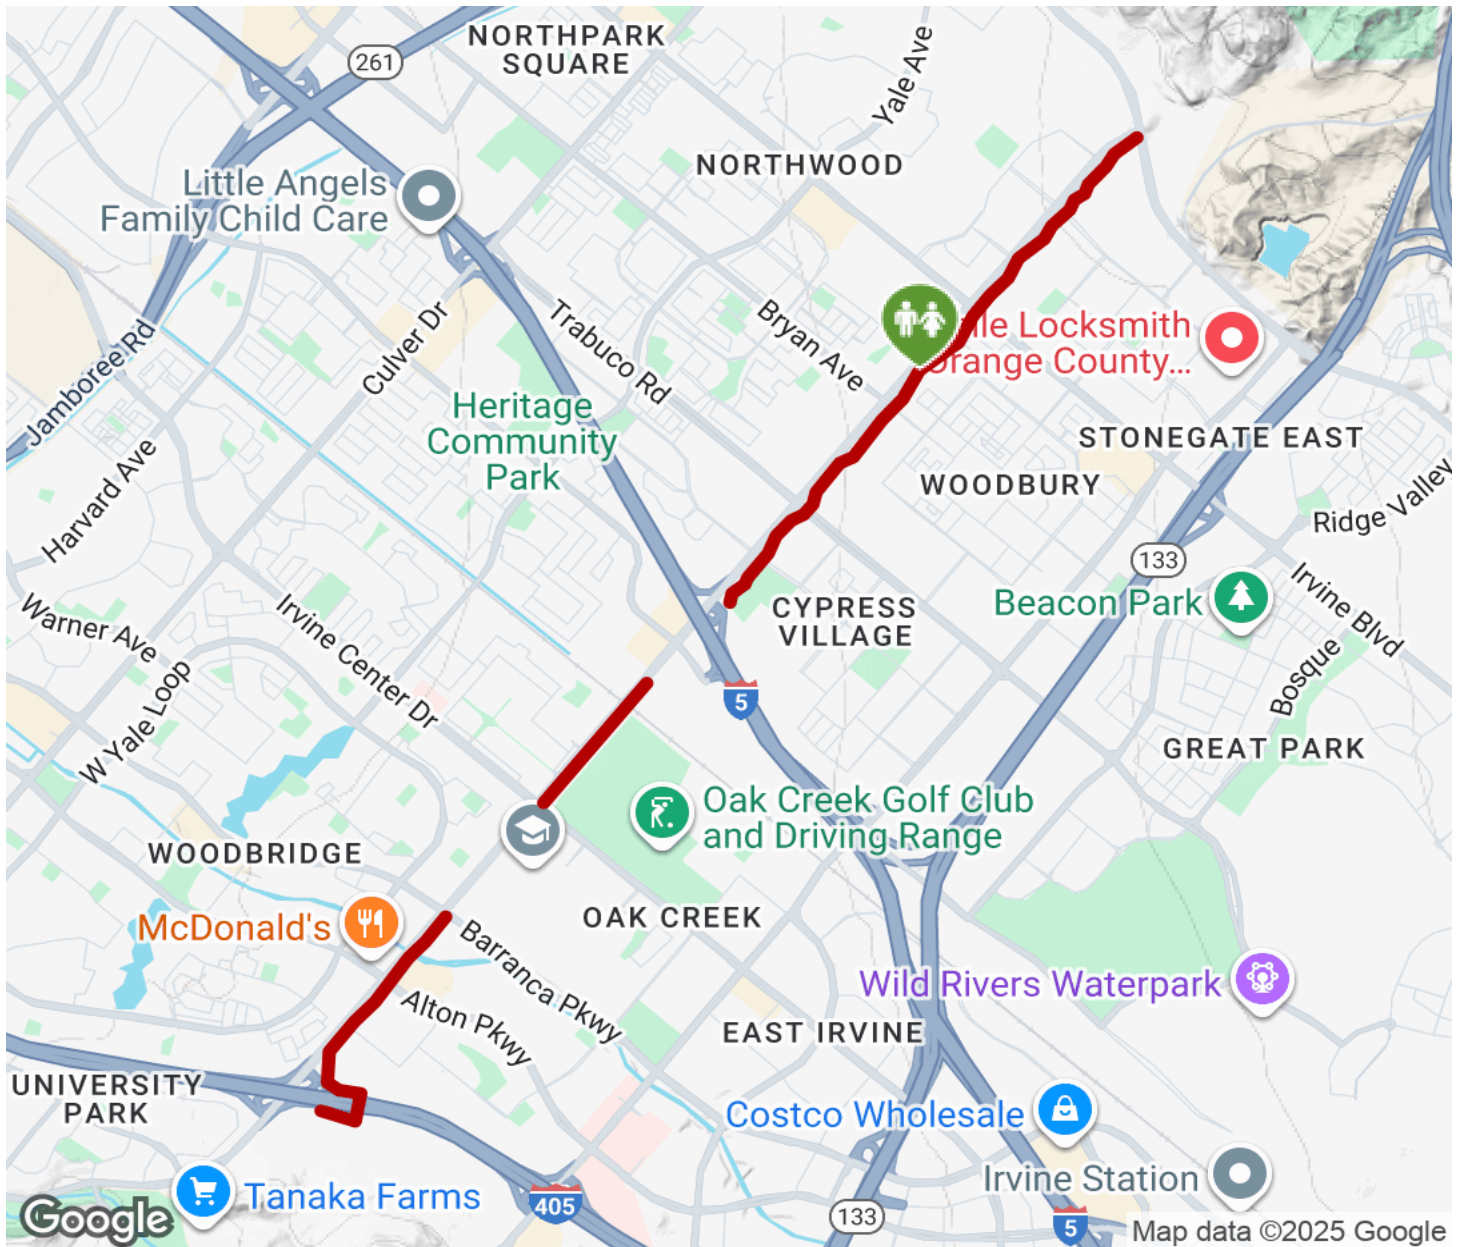 NORTHPARK
SQUARE
261
Yale Ave
NORTHWOOD
Little Angels
Family Child Care
Culver Dr
Trabuco Rd
Bryan Ave
Jamboree Rd
Locksmith
Orange County...
Heritage
Community
Park
STONEGATE EAST
WOODBURY
Harvard Ave
Ridge Valley
133
Warner Ave
Irvine Center Dr
CYPRESS
VILLAGE
Beacon Park
Irvine Blvd
W Yale Loop
5
Bosque
GREAT PARK
Oak Creek Golf Club
and Driving Range
WOODBRIDGE
McDonald's
OAK CREEK
Barranca Pkwy
Alton Pkwy
Wild Rivers Waterpark
EAST IRVINE
UNIVERSITY
PARK
Costco Wholesale
Irvine Station
Tanaka Farms
405
133
5
Google
Map data ©2025 Google